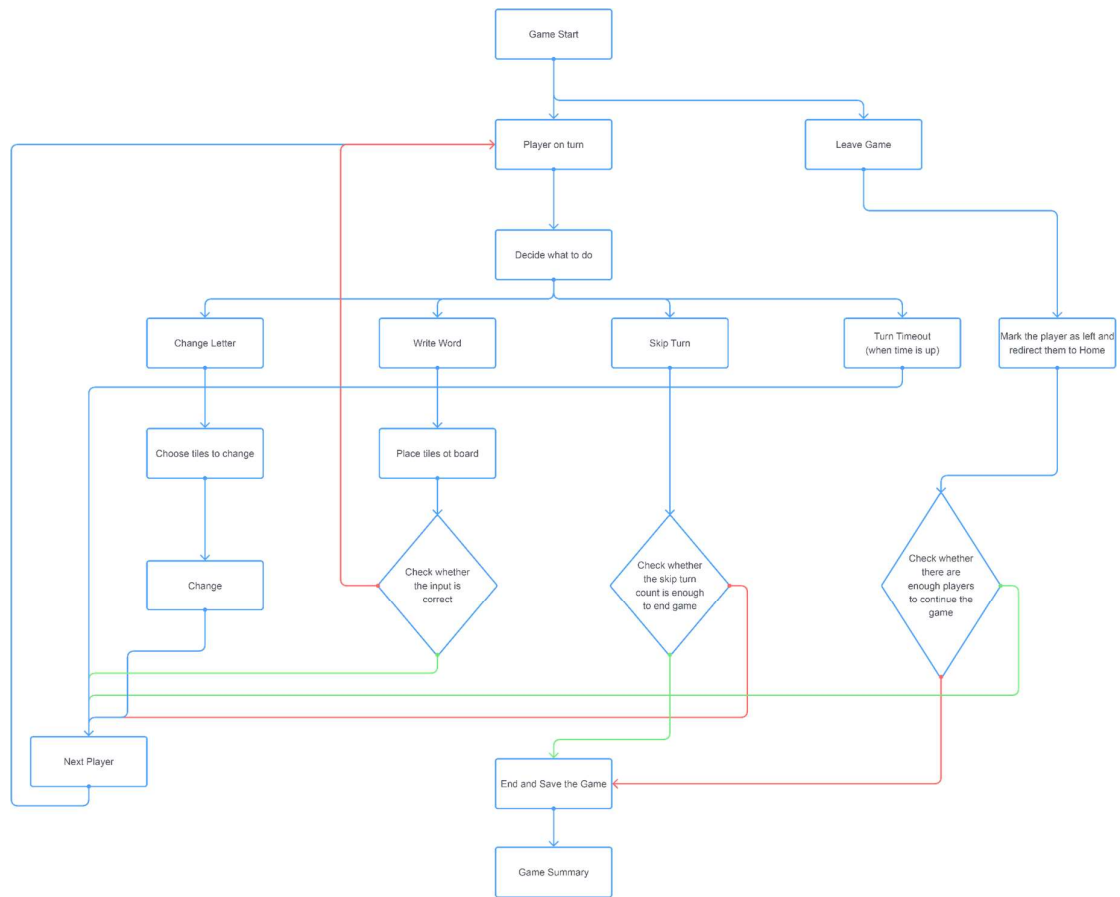 Game Start
Player on turn
Leave Game
Decide what to do
Change Letter
Write Word
Skip Turn
Turn Timeout
(when time is up)
Mark the player as left and
redirect them to Home
Choose tiles to change
Place tiles ot board
Change
Check whether
the input is
correct
Check whether
the skip turn
count is enough
to end game
Check whether
there are
enough players
to continue the
game
Next Player
End and Save the Game
Game Summary